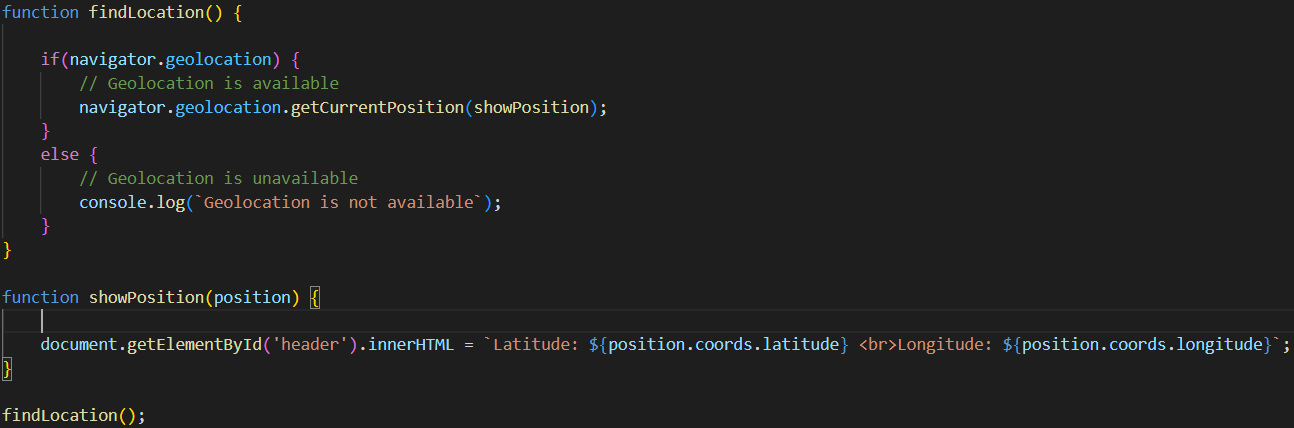 function findLocation() {
if(navigator.geolocation) {
// Geolocation is available
navigator.geolocation.getCurrentPosition(showPosition);
}
else {
// Geolocation is unavailable
console.log(`Geolocation is not available`);
}
}
function showPosition(position) {
document.getElementById('header').innerHTML = `Latitude: ${position.coords.latitude} <br>Longitude: ${position.coords.longitude}`;
}
findLocation();